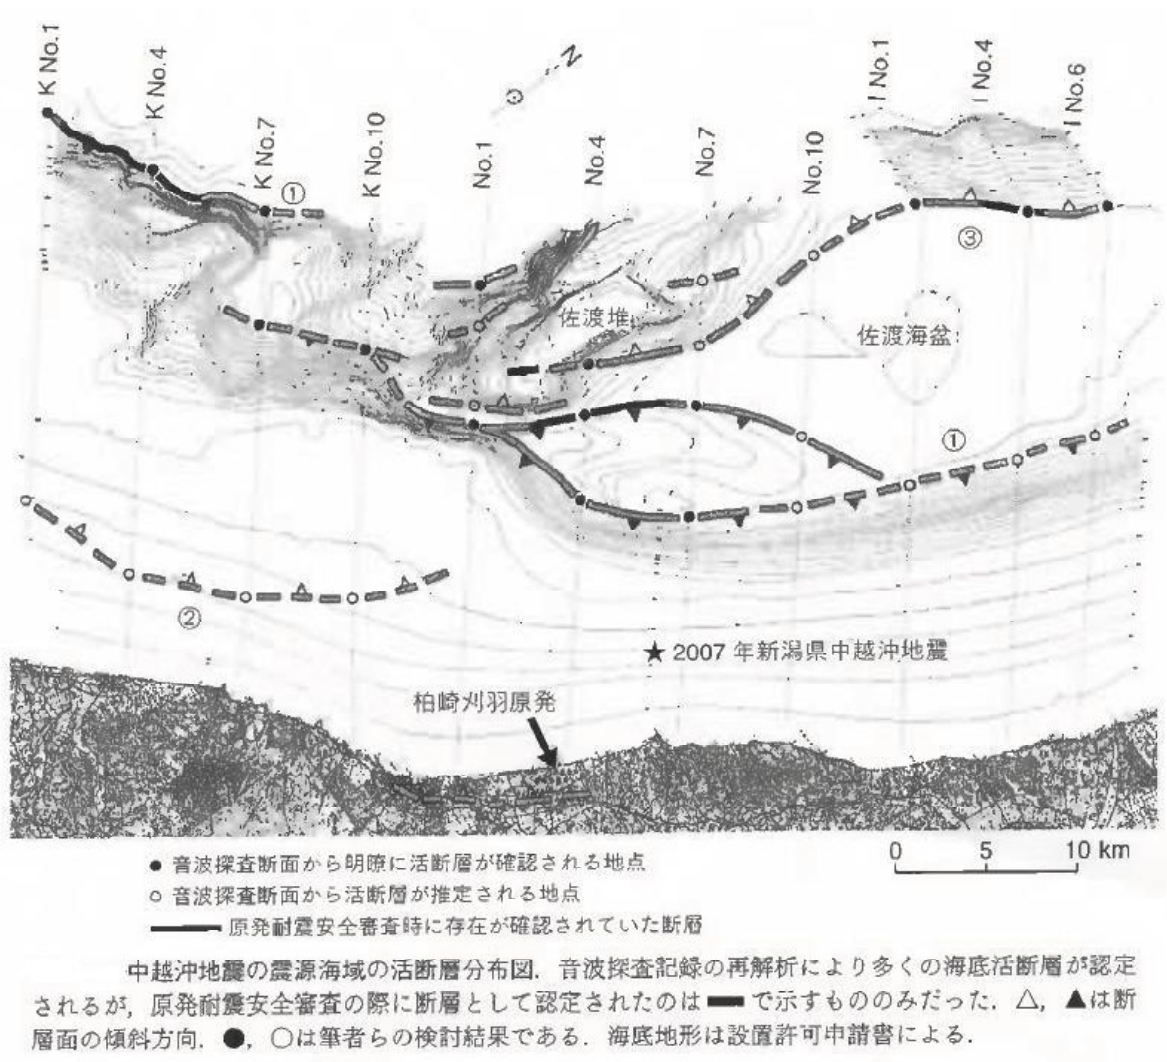 K No.1
K No.4
K No.7
K No.10
No.1
No.4
No.7
No.10
I No.1
I No.4
I No.6
N
①
③
佐渡堆
佐渡海盆
①
②
★ 2007 年新潟県中越沖地震
柏崎刈羽原発
0 5 10 km
● 音波探査断面から明瞭に活断層が確認される地点
○ 音波探査断面から活断層が推定される地点
原発耐震安全審査時に存在が確認されていた断層
中越沖地震の震源海域の活断層分布図．音波探査記録の再解析により多くの海底活断層が認定
されるが，原発耐震安全審査の際に断層として認定されたのは ━ で示すもののみだった．△，▲は断
層面の傾斜方向．●，○は筆者らの検討結果である．海底地形は設置許可申請書による．